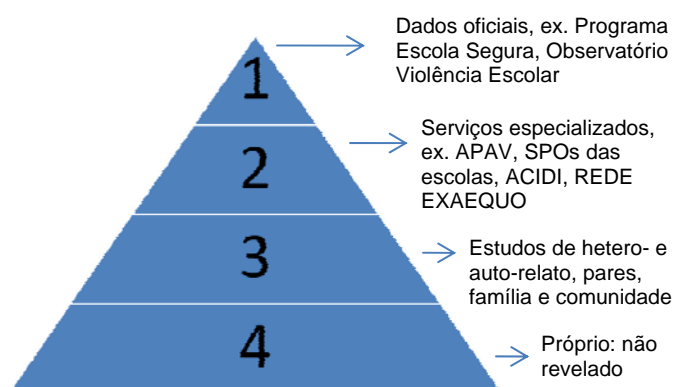 1
Dados oficiais, ex. Programa
Escola Segura, Observatório
Violência Escolar
2
Serviços especializados,
ex. APAV, SPOs das
escolas, ACIDI, REDE
EXAEQUO
3
Estudos de hetero- e
auto-relato, pares,
família e comunidade
4
Próprio: não
revelado